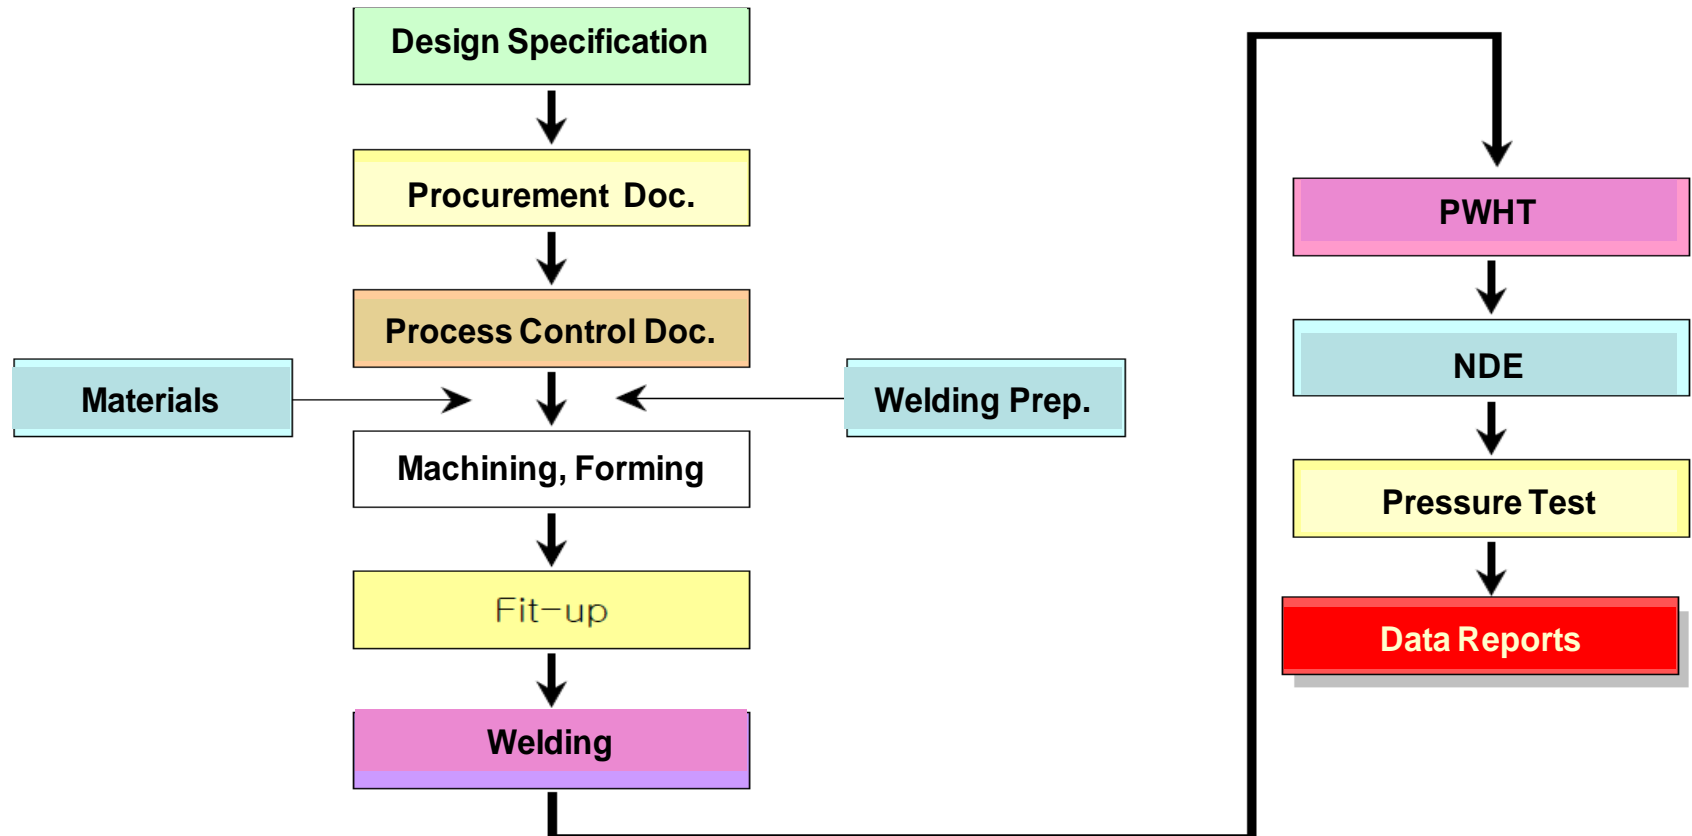 Design Specification
Procurement Doc.
Process Control Doc.
Materials
Welding Prep.
Machining, Forming
Fit-up
Welding
PWHT
NDE
Pressure Test
Data Reports